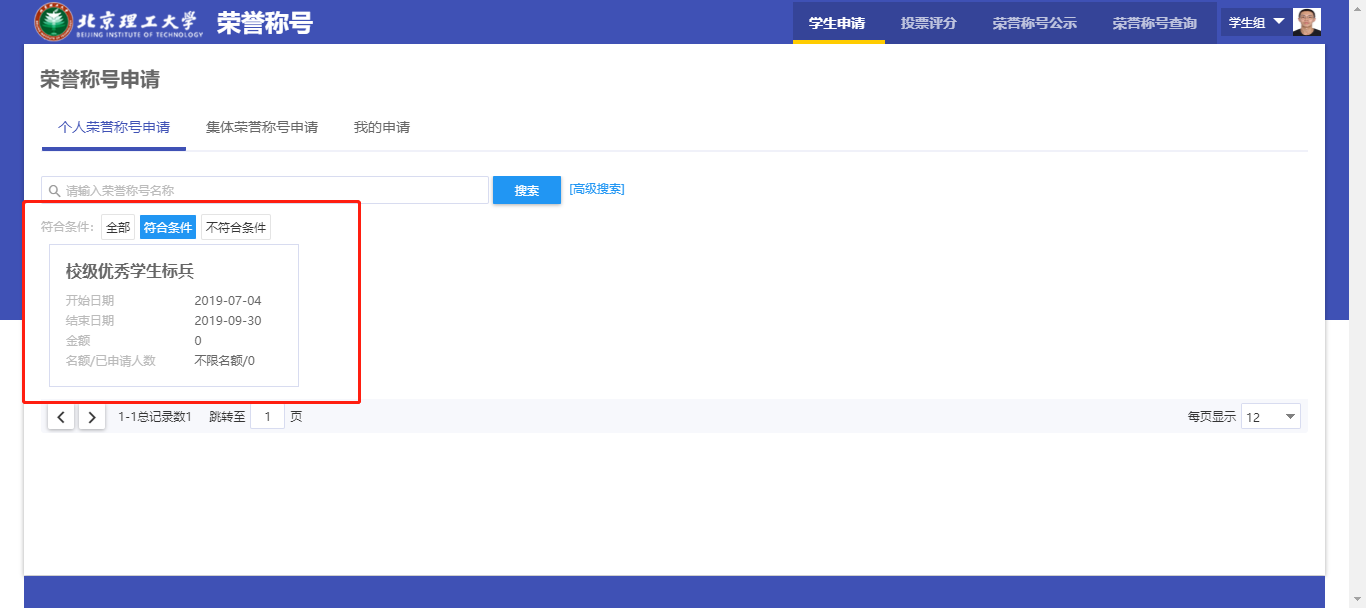 北京理工大学 荣誉称号 学生申请 投票评分 荣誉称号公示 荣誉称号查询 学生组
BEIJING INSTITUTE OF TECHNOLOGY
荣誉称号申请
个人荣誉称号申请 集体荣誉称号申请 我的申请
请输入荣誉称号名称 搜索 [高级搜索]
符合条件: 全部 符合条件 不符合条件
校级优秀学生标兵
开始日期 2019-07-04
结束日期 2019-09-30
金额 0
名额/已申请人数 不限名额/0
1-1总记录数1 跳转至 1 页 每页显示 12